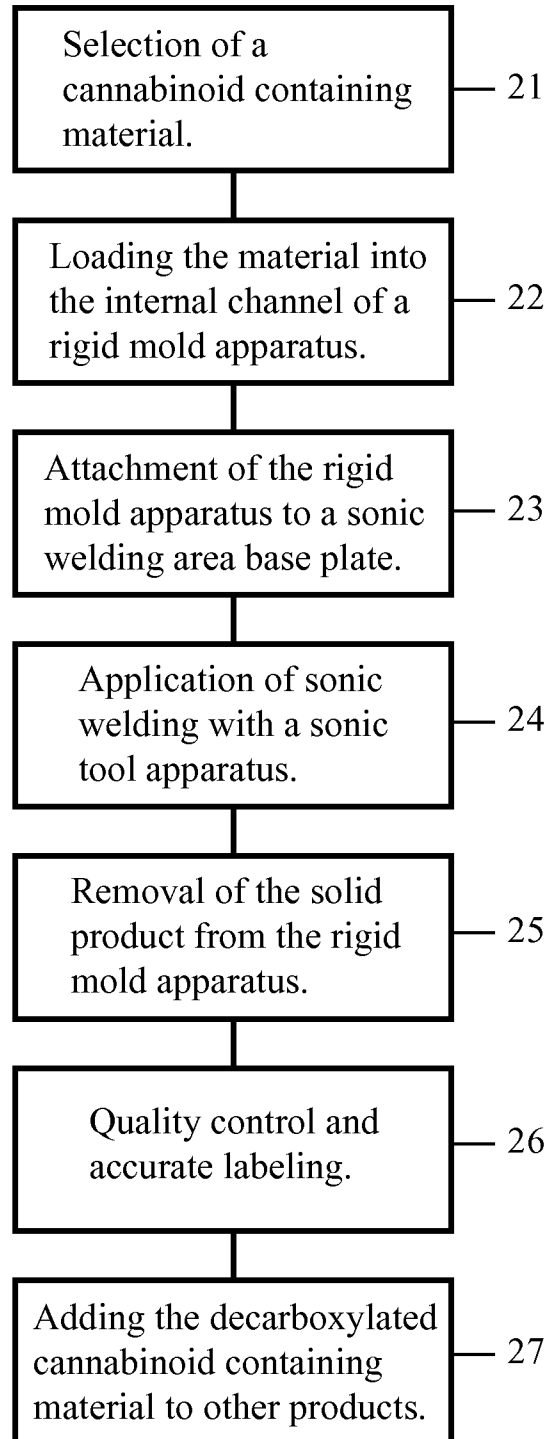 Selection of a
cannabinoid containing
material.
21
Loading the material into
the internal channel of a
rigid mold apparatus.
22
Attachment of the rigid
mold apparatus to a sonic
welding area base plate.
23
Application of sonic
welding with a sonic
tool apparatus.
24
Removal of the solid
product from the rigid
mold apparatus.
25
Quality control and
accurate labeling.
26
Adding the decarboxylated
cannabinoid containing
material to other products.
27